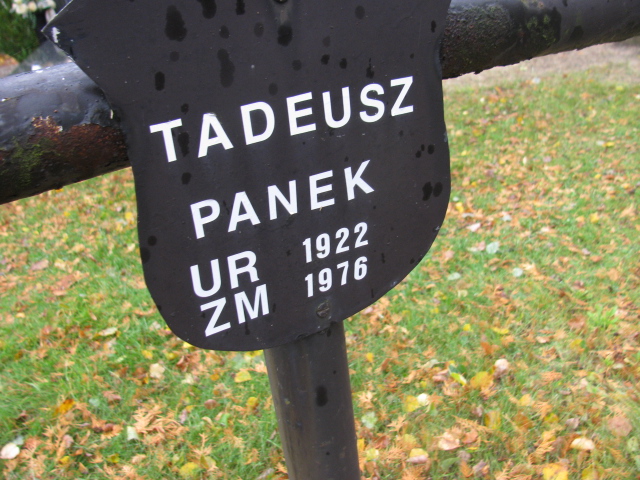 TADEUSZ
PANEK
UR 1922
ZM 1976